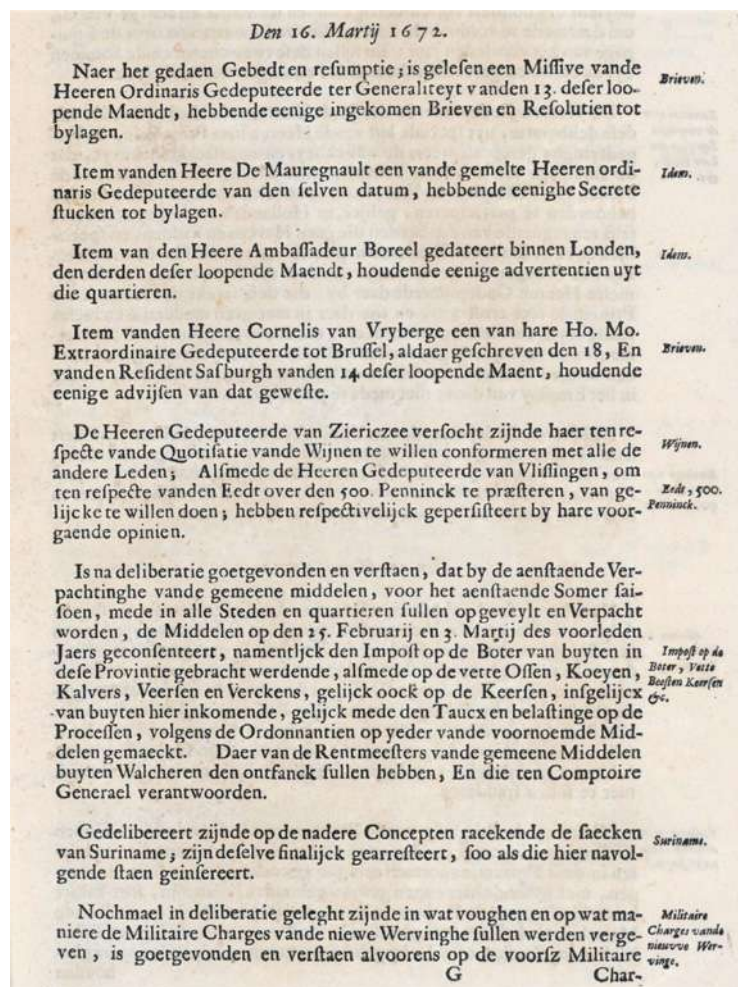 Den 16. Martij 1672.
Naer het gedaen Gebedt en resumptie; is gelesen een Missive vande
Heeren Ordinaris Gedeputeerde ter Generaliteyt vanden 13. deser loo-
pende Maendt, hebbende eenige ingekomen Brieven en Resolutien tot
bylagen.
Brieven.
Item vanden Heere De Mauregnault een vande gemelte Heeren ordi-
naris Gedeputeerde van den selven datum, hebbende eenighe Secrete
stucken tot bylagen.
Idem.
Item van den Heere Ambassadeur Boreel gedateert binnen Londen,
den derden deser loopende Maendt, houdende eenige advertentien uyt
die quartieren.
Idem.
Item vanden Heere Cornelis van Vryberge een van hare Ho. Mo.
Extraordinaire Gedeputeerde tot Brussel, aldaer geschreven den 18, En
vanden Resident Sasburgh vanden 14 deser loopende Maent, houdende
eenige advijsen van dat geweste.
Brieven.
De Heeren Gedeputeerde van Ziericzee versocht zijnde haer ten re-
specte vande Quotisatie vande Wijnen te willen conformeren met alle de
andere Leden; Alsmede de Heeren Gedeputeerde van Vlissingen, om
ten respecte vanden Eedt over den 500. Penninck te præsteren, van ge-
lijcke te willen doen; hebben respectivelijck gepersisteert by hare voor-
gaende opinien.
Wijnen.
Eedt, 500.
Penninck.
Is na deliberatie goetgevonden en verstaen, dat by de aenstaende Ver-
pachtinghe vande gemeene middelen, voor het aenstaende Somer sai-
soen, mede in alle Steden en quartieren sullen opgeveylt en Verpacht
worden, de Middelen op den 25. Februarij en 3. Martij des voorleden
Jaers geconsenteert, namentljck den Impost op de Boter van buyten in
dese Provintie gebracht werdende, alsmede op de vette Ossen, Koeyen,
Kalvers, Veersen en Verckens, gelijck oock op de Keersen, insgelijcx
van buyten hier inkomende, gelijck mede den Taucx en belastinge op de
Processen, volgens de Ordonnantien op yeder vande voornoemde Mid-
delen gemaeckt. Daer van de Rentmeesters vande gemeene Middelen
buyten Walcheren den ontfanck sullen hebben, En die ten Comptoire
Generael verantwoorden.
Impost op de
Boter, Vette
Beesten Keersen
&c.
Gedelibereert zijnde op de nadere Concepten racekende de saecken
van Suriname; zijn deselve finalijck gearresteert, soo als die hier navol-
gende staen geinsereert.
Suriname.
Nochmael in deliberatie geleght zijnde in wat voughen en op wat ma-
niere de Militaire Charges vande niewe Wervinghe sullen werden verge-
ven, is goetgevonden en verstaen alvoorens op de voorsz Militaire
Militaire
Charges vande
nieuvve Wer-
vinge.
G Char-